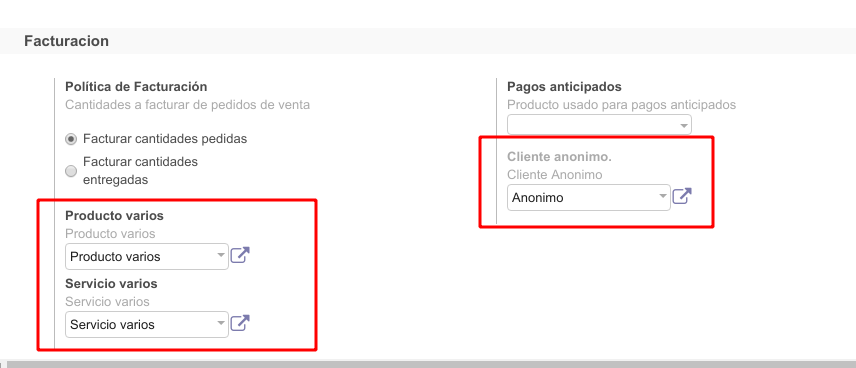 Facturacion
Política de Facturación
Cantidades a facturar de pedidos de venta
Facturar cantidades pedidas
Facturar cantidades
entregadas
Producto varios
Producto varios
Producto varios
Servicio varios
Servicio varios
Servicio varios
Pagos anticipados
Producto usado para pagos anticipados
Cliente anonimo.
Cliente Anonimo
Anonimo